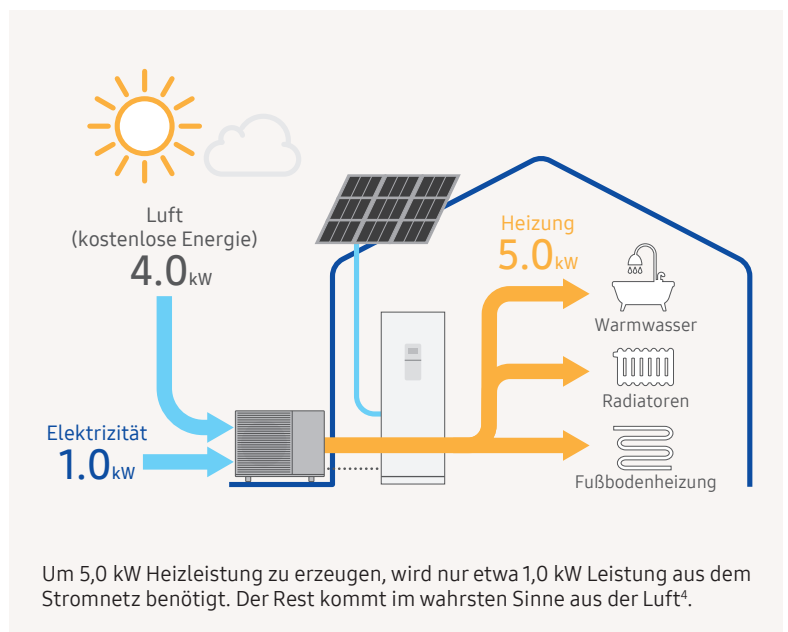 Luft
(kostenlose Energie)
4.0kW
Elektrizität
1.0kW
Heizung
5.0kW
Warmwasser
Radiatoren
Fußbodenheizung
Um 5,0 kW Heizleistung zu erzeugen, wird nur etwa 1,0 kW Leistung aus dem
Stromnetz benötigt. Der Rest kommt im wahrsten Sinne aus der Luft⁴.